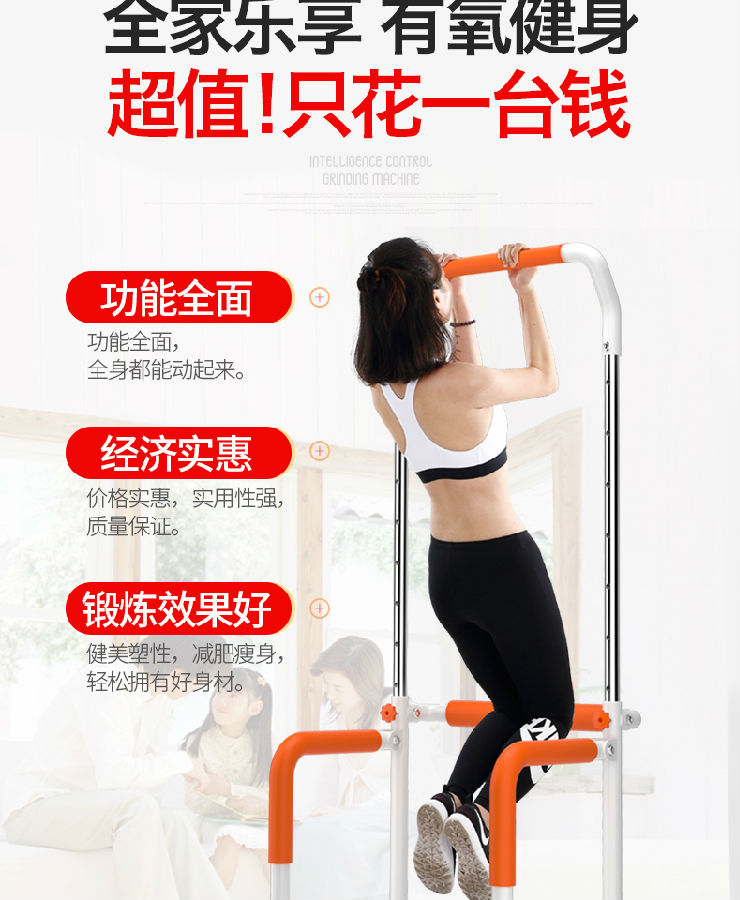 全家乐享 有氧健身
超值!只花一台钱
INTELLIGENCE CONTROL
GRINDING MACHINE
功能全面
功能全面,
全身都能动起来。
经济实惠
价格实惠，实用性强,
质量保证。
锻炼效果好
健美塑性，减肥瘦身,
轻松拥有好身材。